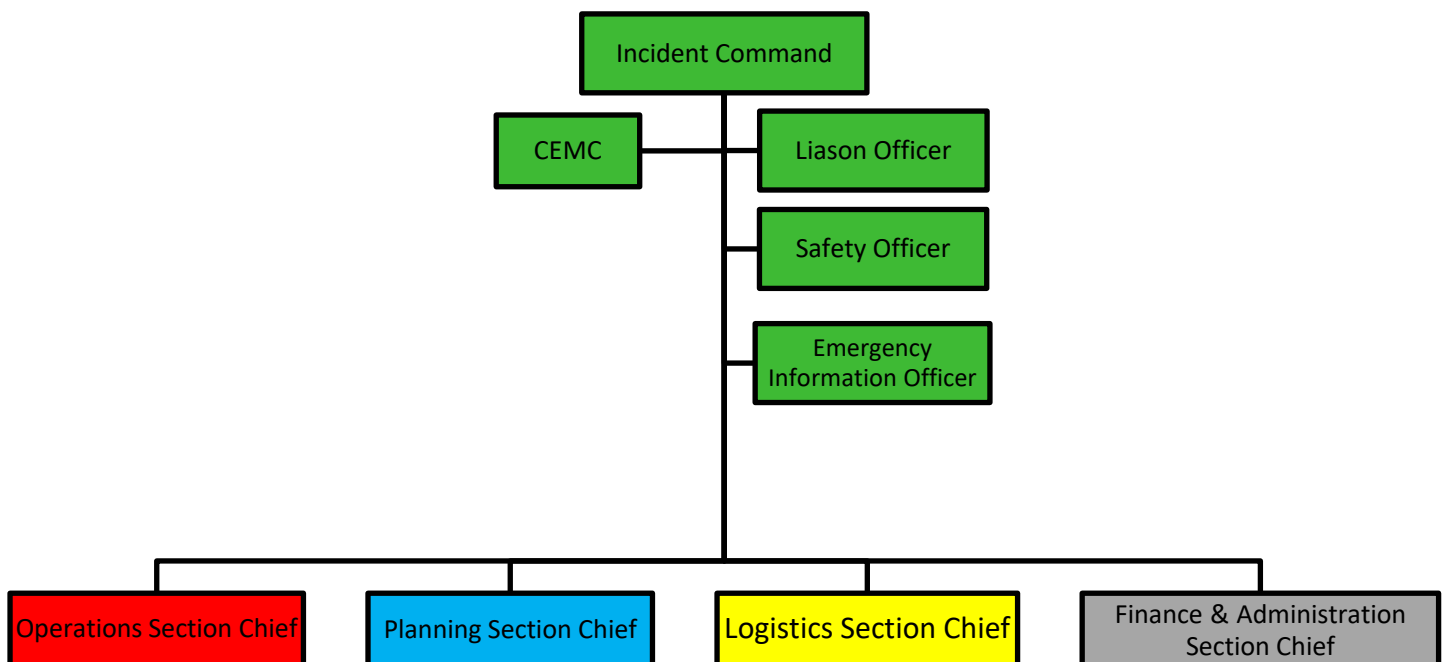 Incident Command
CEMC
Liason Officer
Safety Officer
Emergency
Information Officer
Operations Section Chief
Planning Section Chief
Logistics Section Chief
Finance & Administration
Section Chief